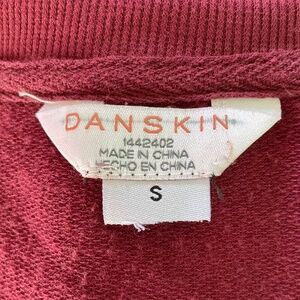 DANSKIN
1442402
MADE IN CHINA
HECHO EN CHINA
S